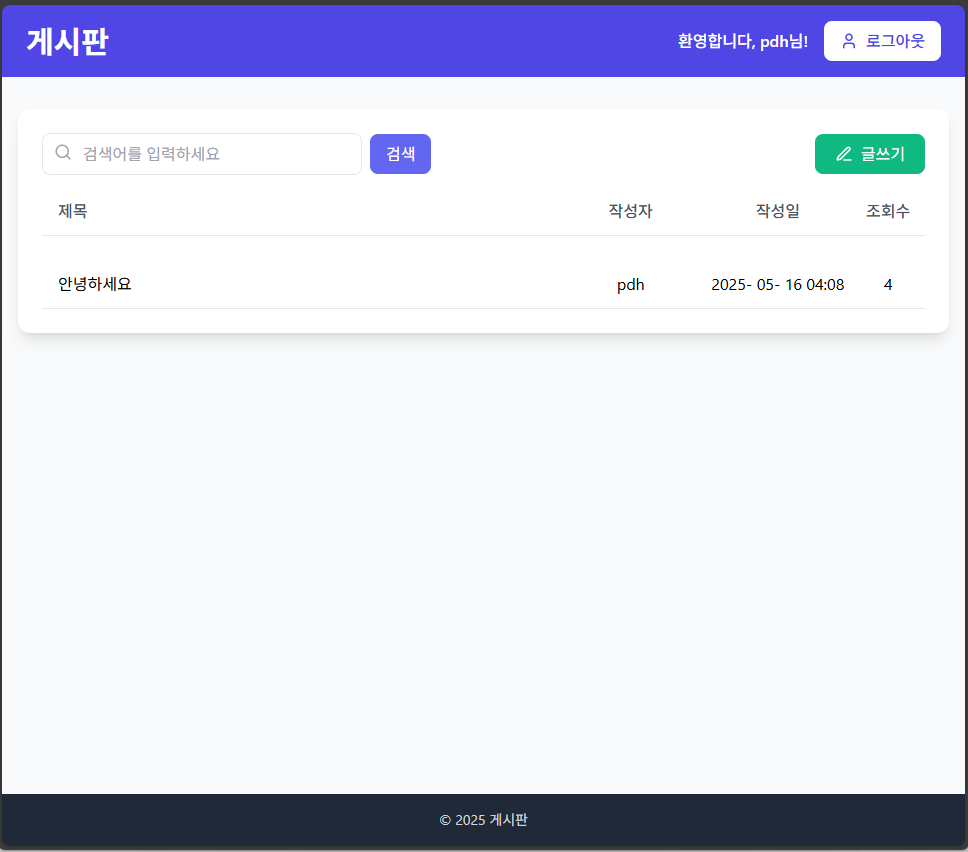 게시판
환영합니다, pdh님! 로그아웃
검색어를 입력하세요 검색 글쓰기
제목 작성자 작성일 조회수
안녕하세요 pdh 2025- 05- 16 04:08 4
© 2025 게시판